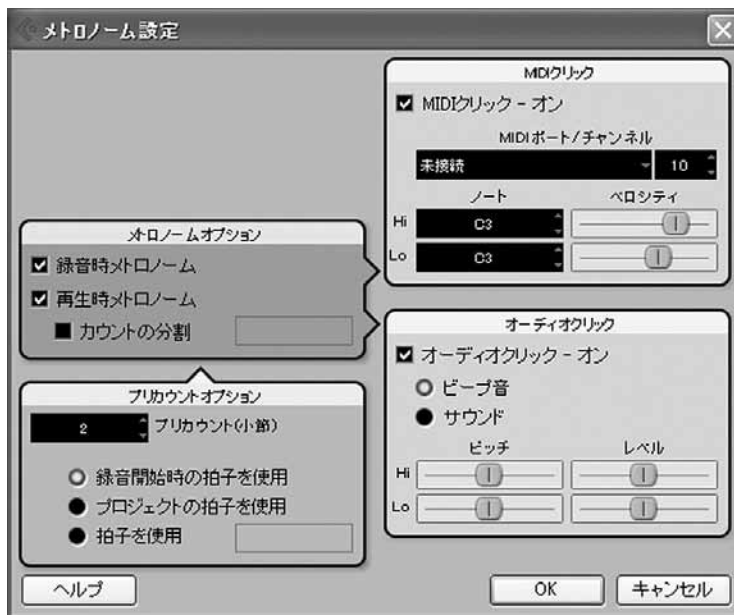 メトロノーム設定
MIDIクリック
MIDIクリック - オン
MIDIポート/チャンネル
未接続 10
ノート ベロシティ
Hi C3
Lo C3
メトロノームオプション
録音時メトロノーム
再生時メトロノーム
カウントの分割
オーディオクリック
オーディオクリック - オン
ビープ音
サウンド
ピッチ レベル
Hi
Lo
プリカウントオプション
2 プリカウント(小節)
録音開始時の拍子を使用
プロジェクトの拍子を使用
拍子を使用
ヘルプ OK キャンセル